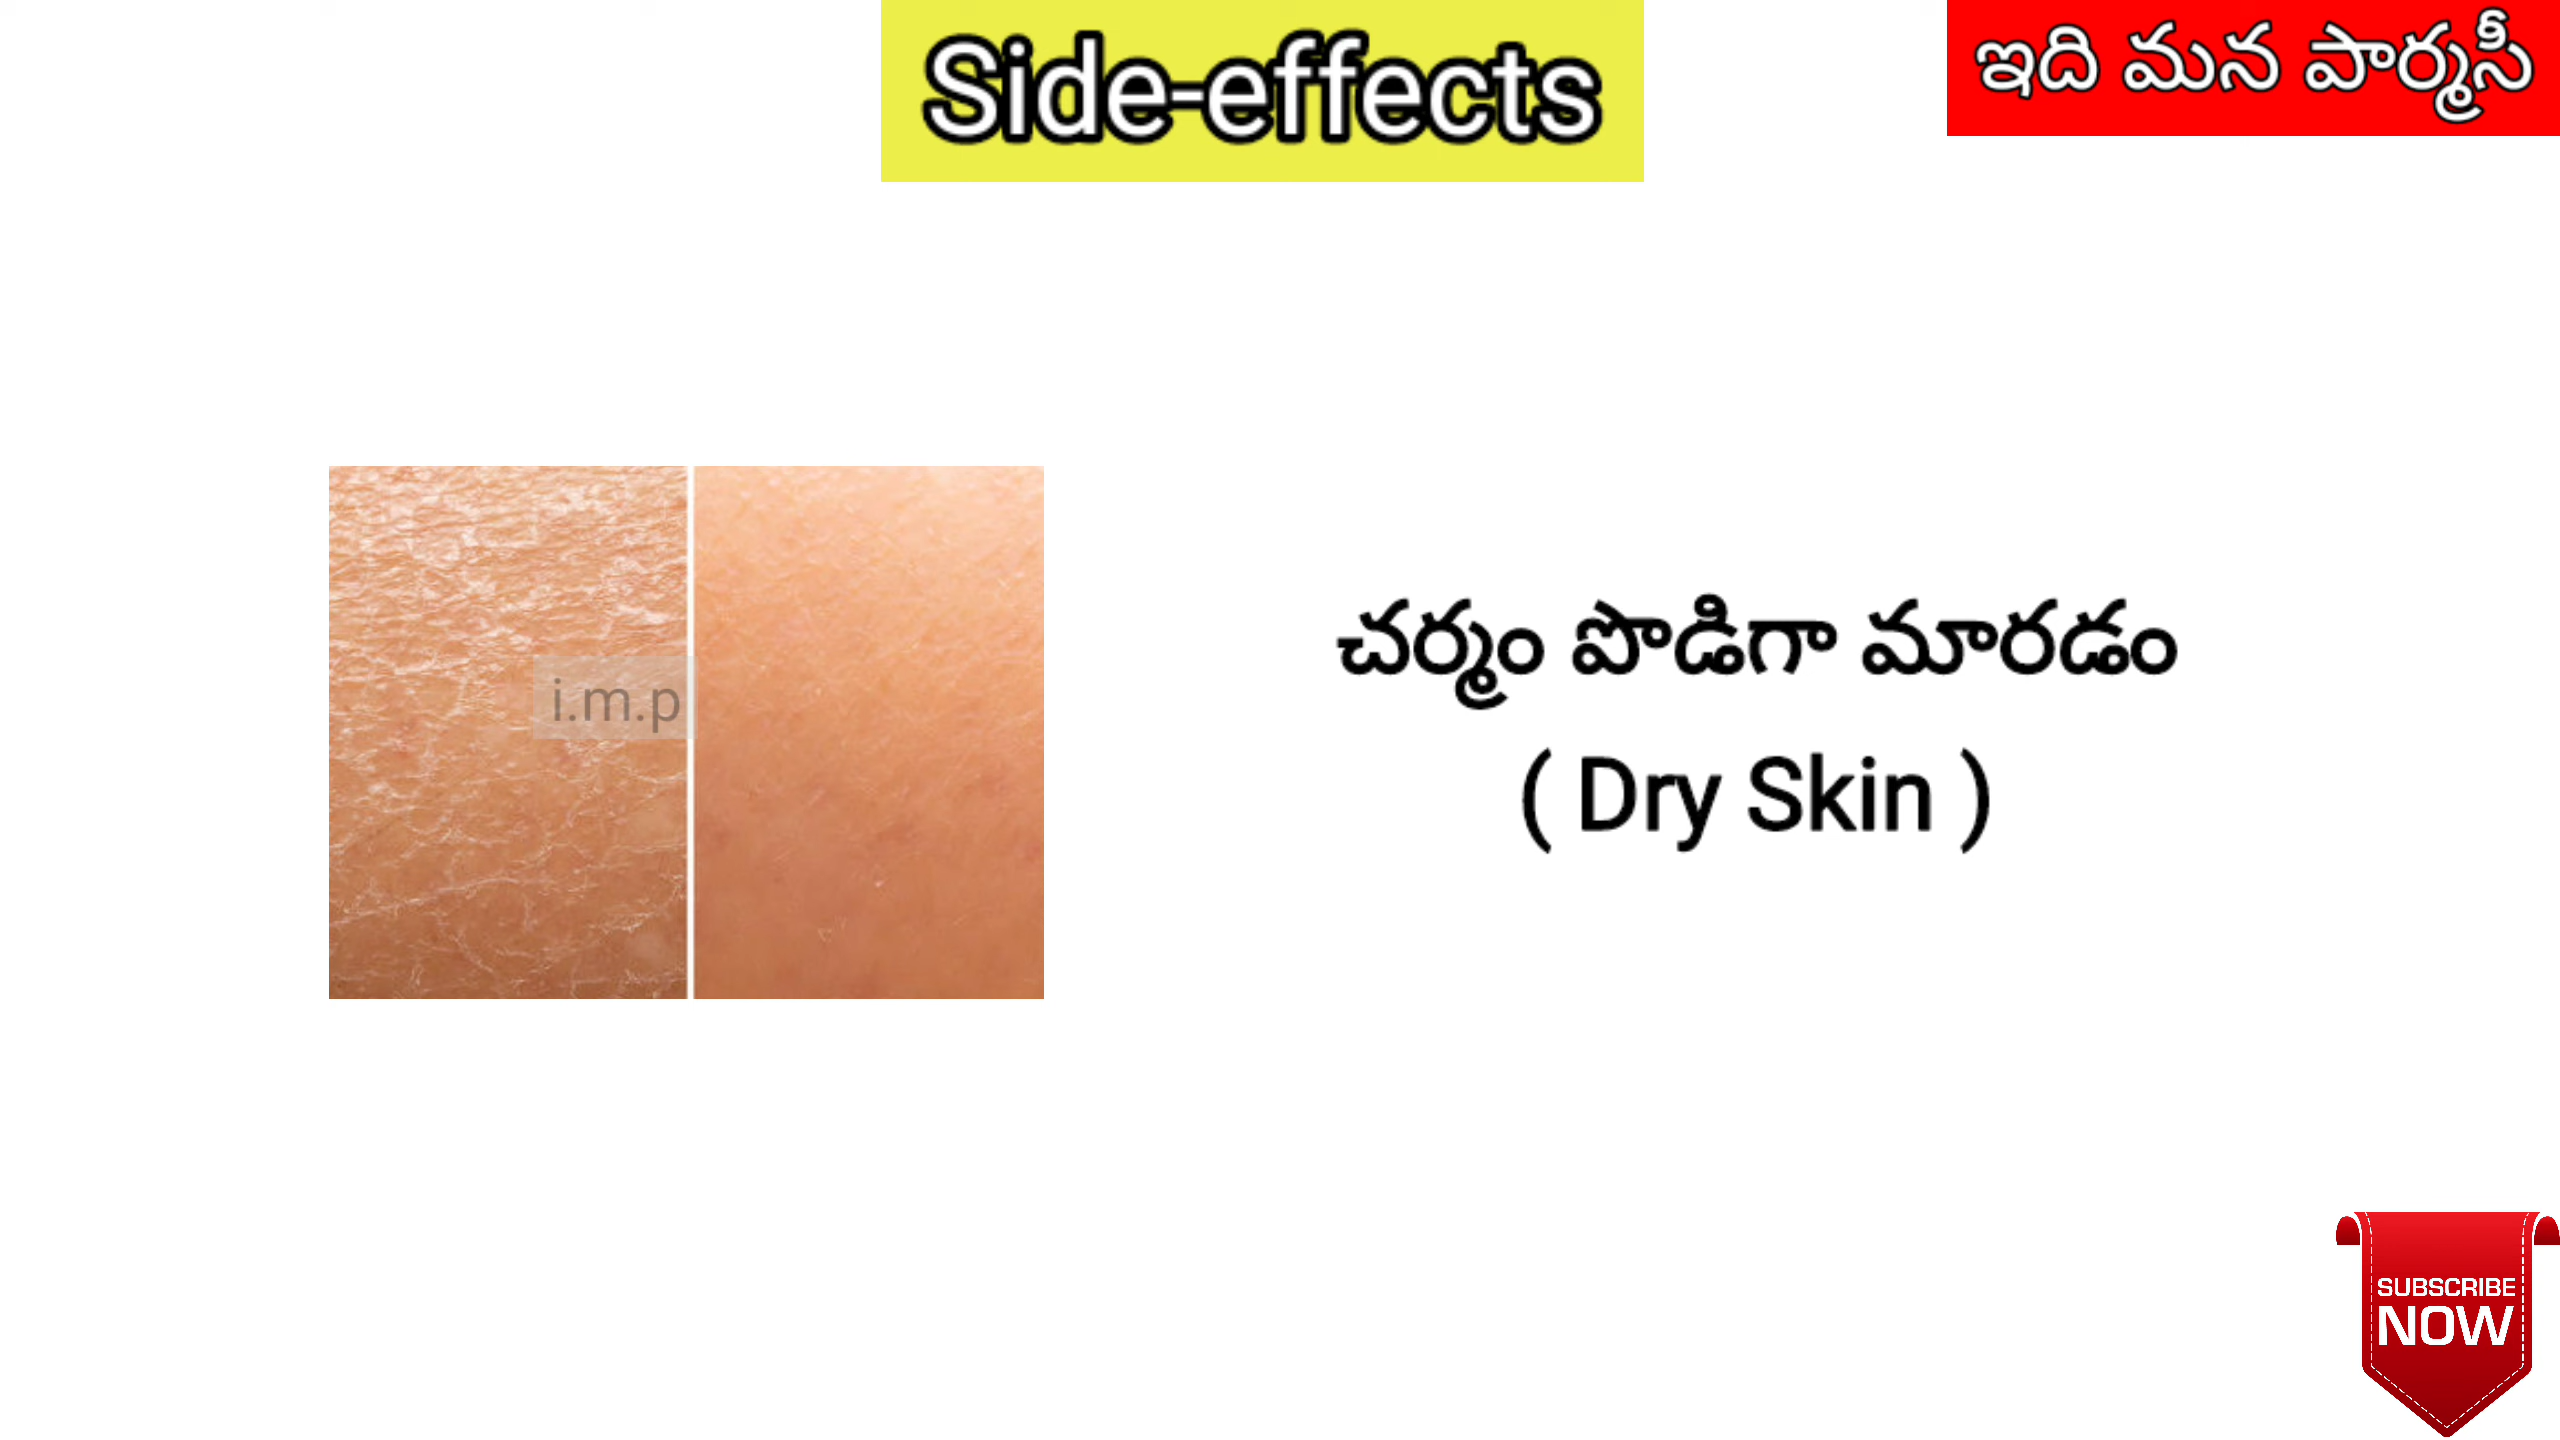 Side-effects
ఇది మన పార్మసీ
i.m.p
చర్మం పొడిగా మారడం
( Dry Skin )
SUBSCRIBE
NOW